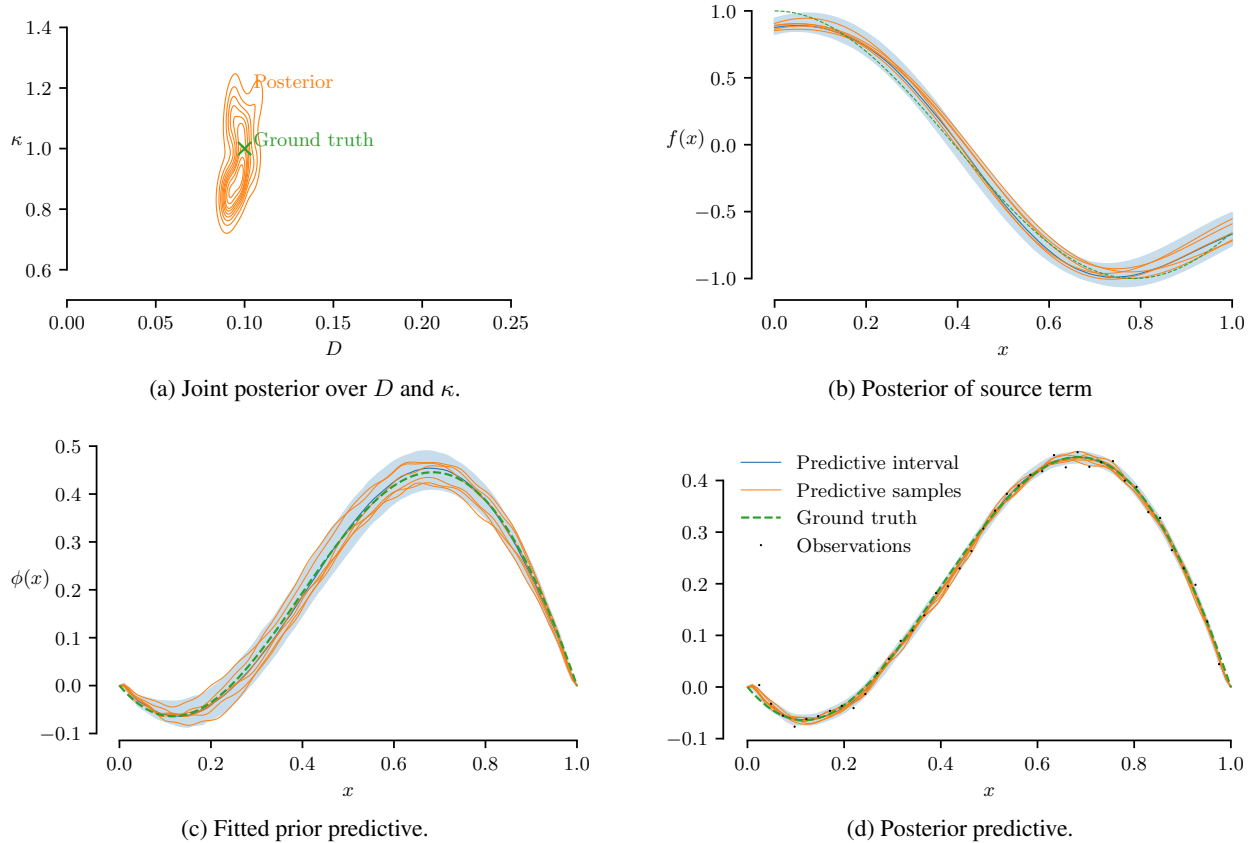 1.4
1.2
κ
1.0
0.8
0.6
Posterior
Ground truth
0.00 0.05 0.10 0.15 0.20 0.25
D
(a) Joint posterior over D and κ.
1.0
0.5
f(x)
0.0
−0.5
−1.0
0.0 0.2 0.4 0.6 0.8 1.0
x
(b) Posterior of source term
0.5
0.4
0.3
φ(x)
0.2
0.1
0.0
−0.1
0.0 0.2 0.4 0.6 0.8 1.0
x
(c) Fitted prior predictive.
0.4
0.3
0.2
0.1
0.0
−0.1
Predictive interval
Predictive samples
Ground truth
Observations
0.0 0.2 0.4 0.6 0.8 1.0
x
(d) Posterior predictive.